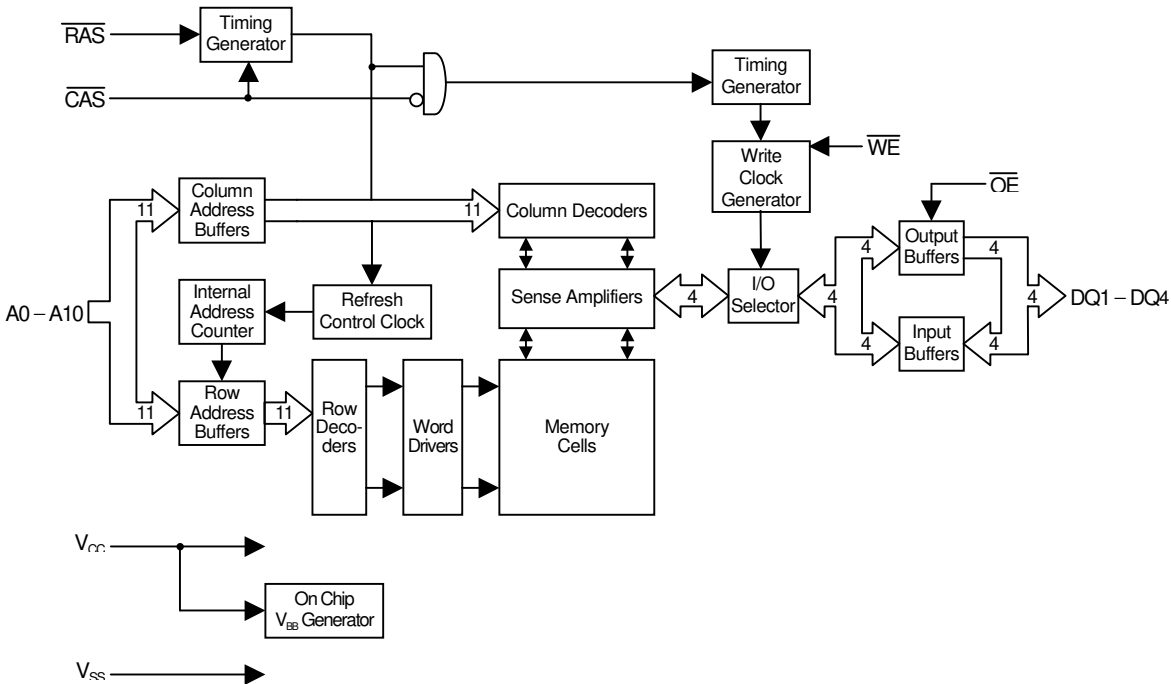 RAS
Timing
Generator
CAS
Timing
Generator
Write
Clock
Generator
WE
OE
Column
Address
Buffers
11
11
11
Column Decoders
Output
Buffers
4
4
4
4
4
4
4
4
Input
Buffers
I/O
Selector
Sense Amplifiers
DQ1 – DQ4
A0 – A10
Internal
Address
Counter
Refresh
Control Clock
11
Row
Address
Buffers
Row
Deco-
ders
Word
Drivers
Memory
Cells
VCC
On Chip
VBB Generator
VSS